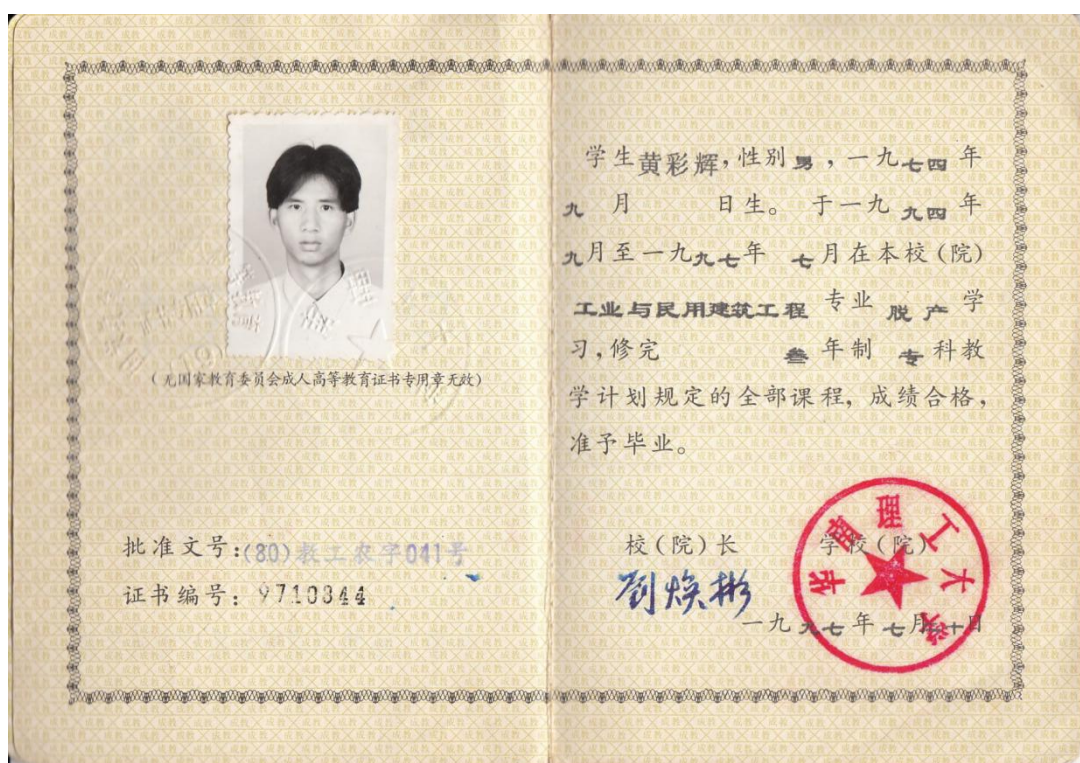 (无国家教育委员会成人高等教育证书专用章无效)
批准文号:(80)教工农字041号
证书编号: 9710344
学生黄彩辉,性别男,一九七四年
九月 日生。 于一九九四年
九月至一九九七年 七月在本校(院)
工业与民用建筑工程 专业 脱产 学
习,修完 叁年制 专科教
学计划规定的全部课程, 成绩合格,
准予毕业。
校(院)长 学校(院)
刘焕彬
华南理工大学
一九九七年七月 十日